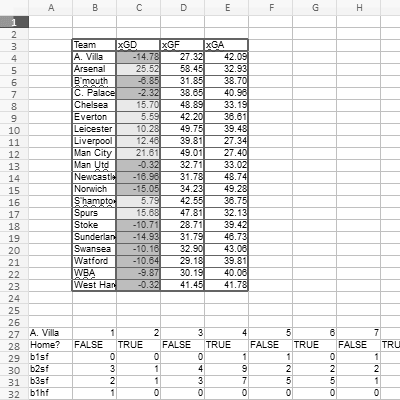 A B C D E F G H
1
2
3 Team xGD xGF xGA
4 A. Villa -14.78 27.32 42.09
5 Arsenal 25.52 58.45 32.93
6 B'mouth -6.85 31.85 38.70
7 C. Palace -2.32 38.65 40.96
8 Chelsea 15.70 48.89 33.19
9 Everton 5.59 42.20 36.61
10 Leicester 10.28 49.75 39.48
11 Liverpool 12.46 39.81 27.34
12 Man City 21.61 49.01 27.40
13 Man Utd -0.32 32.71 33.02
14 Newcastle -16.96 31.78 48.74
15 Norwich -15.05 34.23 49.28
16 S'hampto 5.79 42.55 36.75
17 Spurs 15.68 47.81 32.13
18 Stoke -10.71 28.71 39.42
19 Sunderlan -14.93 31.79 46.73
20 Swansea -10.16 32.90 43.06
21 Watford -10.64 29.18 39.81
22 WBA -9.87 30.19 40.06
23 West Har -0.32 41.45 41.78
24
25
26
27 A. Villa 1 2 3 4 5 6 7
28 Home? FALSE TRUE FALSE TRUE FALSE TRUE FALSE TRU
29 b1sf 0 0 0 1 1 0 1
30 b2sf 3 1 4 9 2 2 2
31 b3sf 2 1 3 7 5 5 1
32 b1hf 1 0 0 0 0 0 0